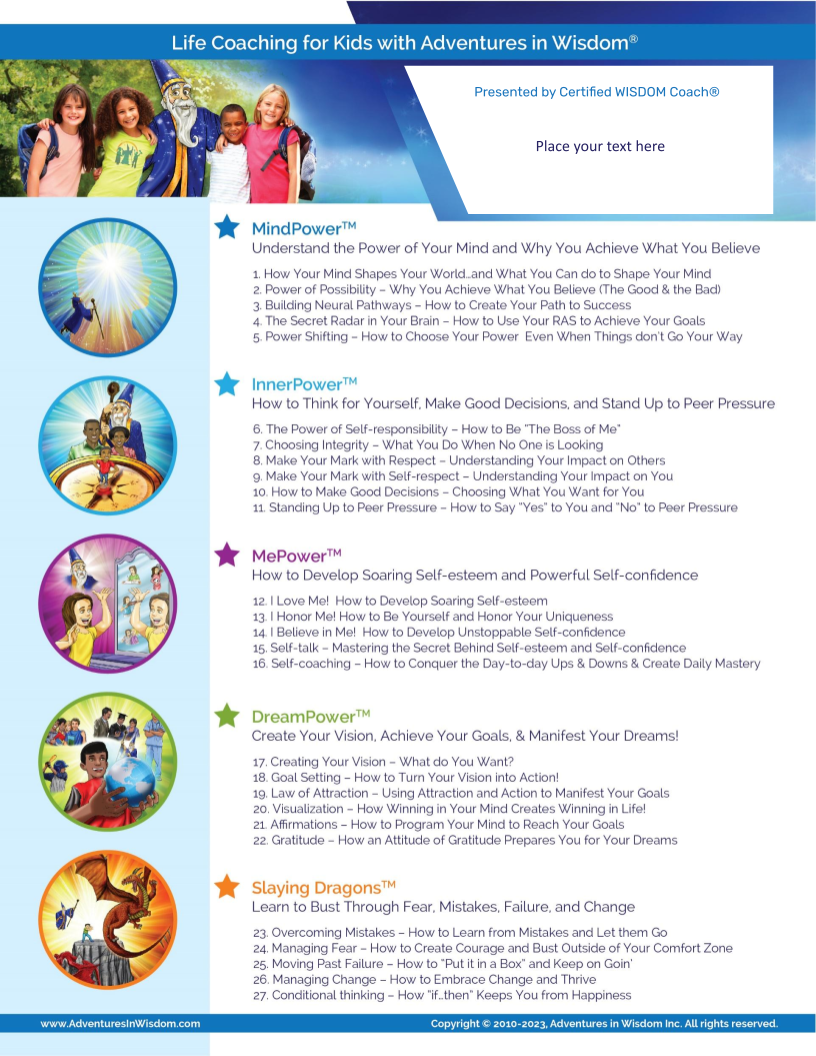 Life Coaching for Kids with Adventures in Wisdom®
Presented by Certified WISDOM Coach®
Place your text here
MindPower™
Understand the Power of Your Mind and Why You Achieve What You Believe
1. How Your Mind Shapes Your World…and What You Can do to Shape Your Mind
2. Power of Possibility – Why You Achieve What You Believe (The Good & the Bad)
3. Building Neural Pathways – How to Create Your Path to Success
4. The Secret Radar in Your Brain – How to Use Your RAS to Achieve Your Goals
5. Power Shifting – How to Choose Your Power  Even When Things don't Go Your Way
InnerPower™
How to Think for Yourself, Make Good Decisions, and Stand Up to Peer Pressure
6. The Power of Self-responsibility – How to Be "The Boss of Me"
7. Choosing Integrity – What You Do When No One is Looking
8. Make Your Mark with Respect – Understanding Your Impact on Others
9. Make Your Mark with Self-respect – Understanding Your Impact on You
10. How to Make Good Decisions – Choosing What You Want for You
11. Standing Up to Peer Pressure – How to Say "Yes" to You and "No" to Peer Pressure
MePower™
How to Develop Soaring Self-esteem and Powerful Self-confidence
12. I Love Me!  How to Develop Soaring Self-esteem
13. I Honor Me! How to Be Yourself and Honor Your Uniqueness
14. I Believe in Me!  How to Develop Unstoppable Self-confidence
15. Self-talk – Mastering the Secret Behind Self-esteem and Self-confidence
16. Self-coaching – How to Conquer the Day-to-day Ups & Downs & Create Daily Mastery
DreamPower™
Create Your Vision, Achieve Your Goals, & Manifest Your Dreams!
17. Creating Your Vision – What do You Want?
18. Goal Setting – How to Turn Your Vision into Action!
19. Law of Attraction – Using Attraction and Action to Manifest Your Goals
20. Visualization – How Winning in Your Mind Creates Winning in Life!
21. Affirmations – How to Program Your Mind to Reach Your Goals
22. Gratitude – How an Attitude of Gratitude Prepares You for Your Dreams
Slaying Dragons™
Learn to Bust Through Fear, Mistakes, Failure, and Change
23. Overcoming Mistakes – How to Learn from Mistakes and Let them Go
24. Managing Fear – How to Create Courage and Bust Outside of Your Comfort Zone
25. Moving Past Failure – How to "Put it in a Box" and Keep on Goin'
26. Managing Change – How to Embrace Change and Thrive
27. Conditional thinking – How "if…then" Keeps You from Happiness
www.AdventuresInWisdom.com
Copyright © 2010-2023, Adventures in Wisdom Inc. All rights reserved.